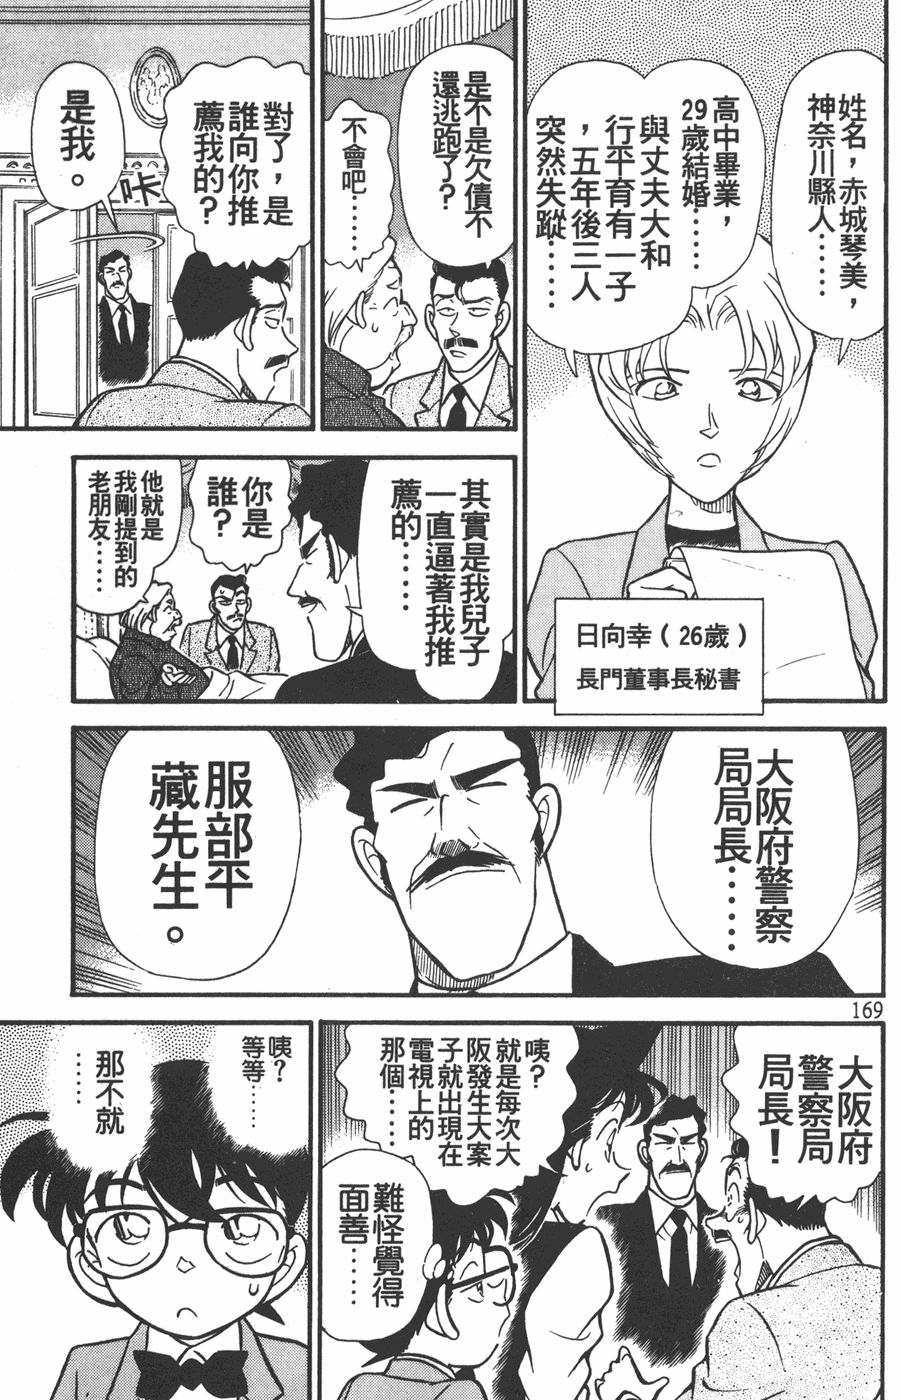 姓名，赤城琴美，
神奈川縣人……
高中畢業，
29歲結婚……
與丈夫大和
行平育有一子
，五年後三人
突然失蹤……
日向幸（26歲）
長門董事長秘書
是不是欠債不
還逃跑了？
不會吧……
對了，是
誰向你推
薦我的？
咔
是我。
其實是我兒子
一直逼著我推
薦的……
你是
誰？
他就是
我剛提到的
老朋友……
大阪府警察
局局長……
服部平
藏先生。
169
大阪府
警察局
局長！
咦？
就是每次大
阪發生大案
子就出現在
電視上的
那個……
難怪覺得
面善……
咦？
等等……
那不就
……